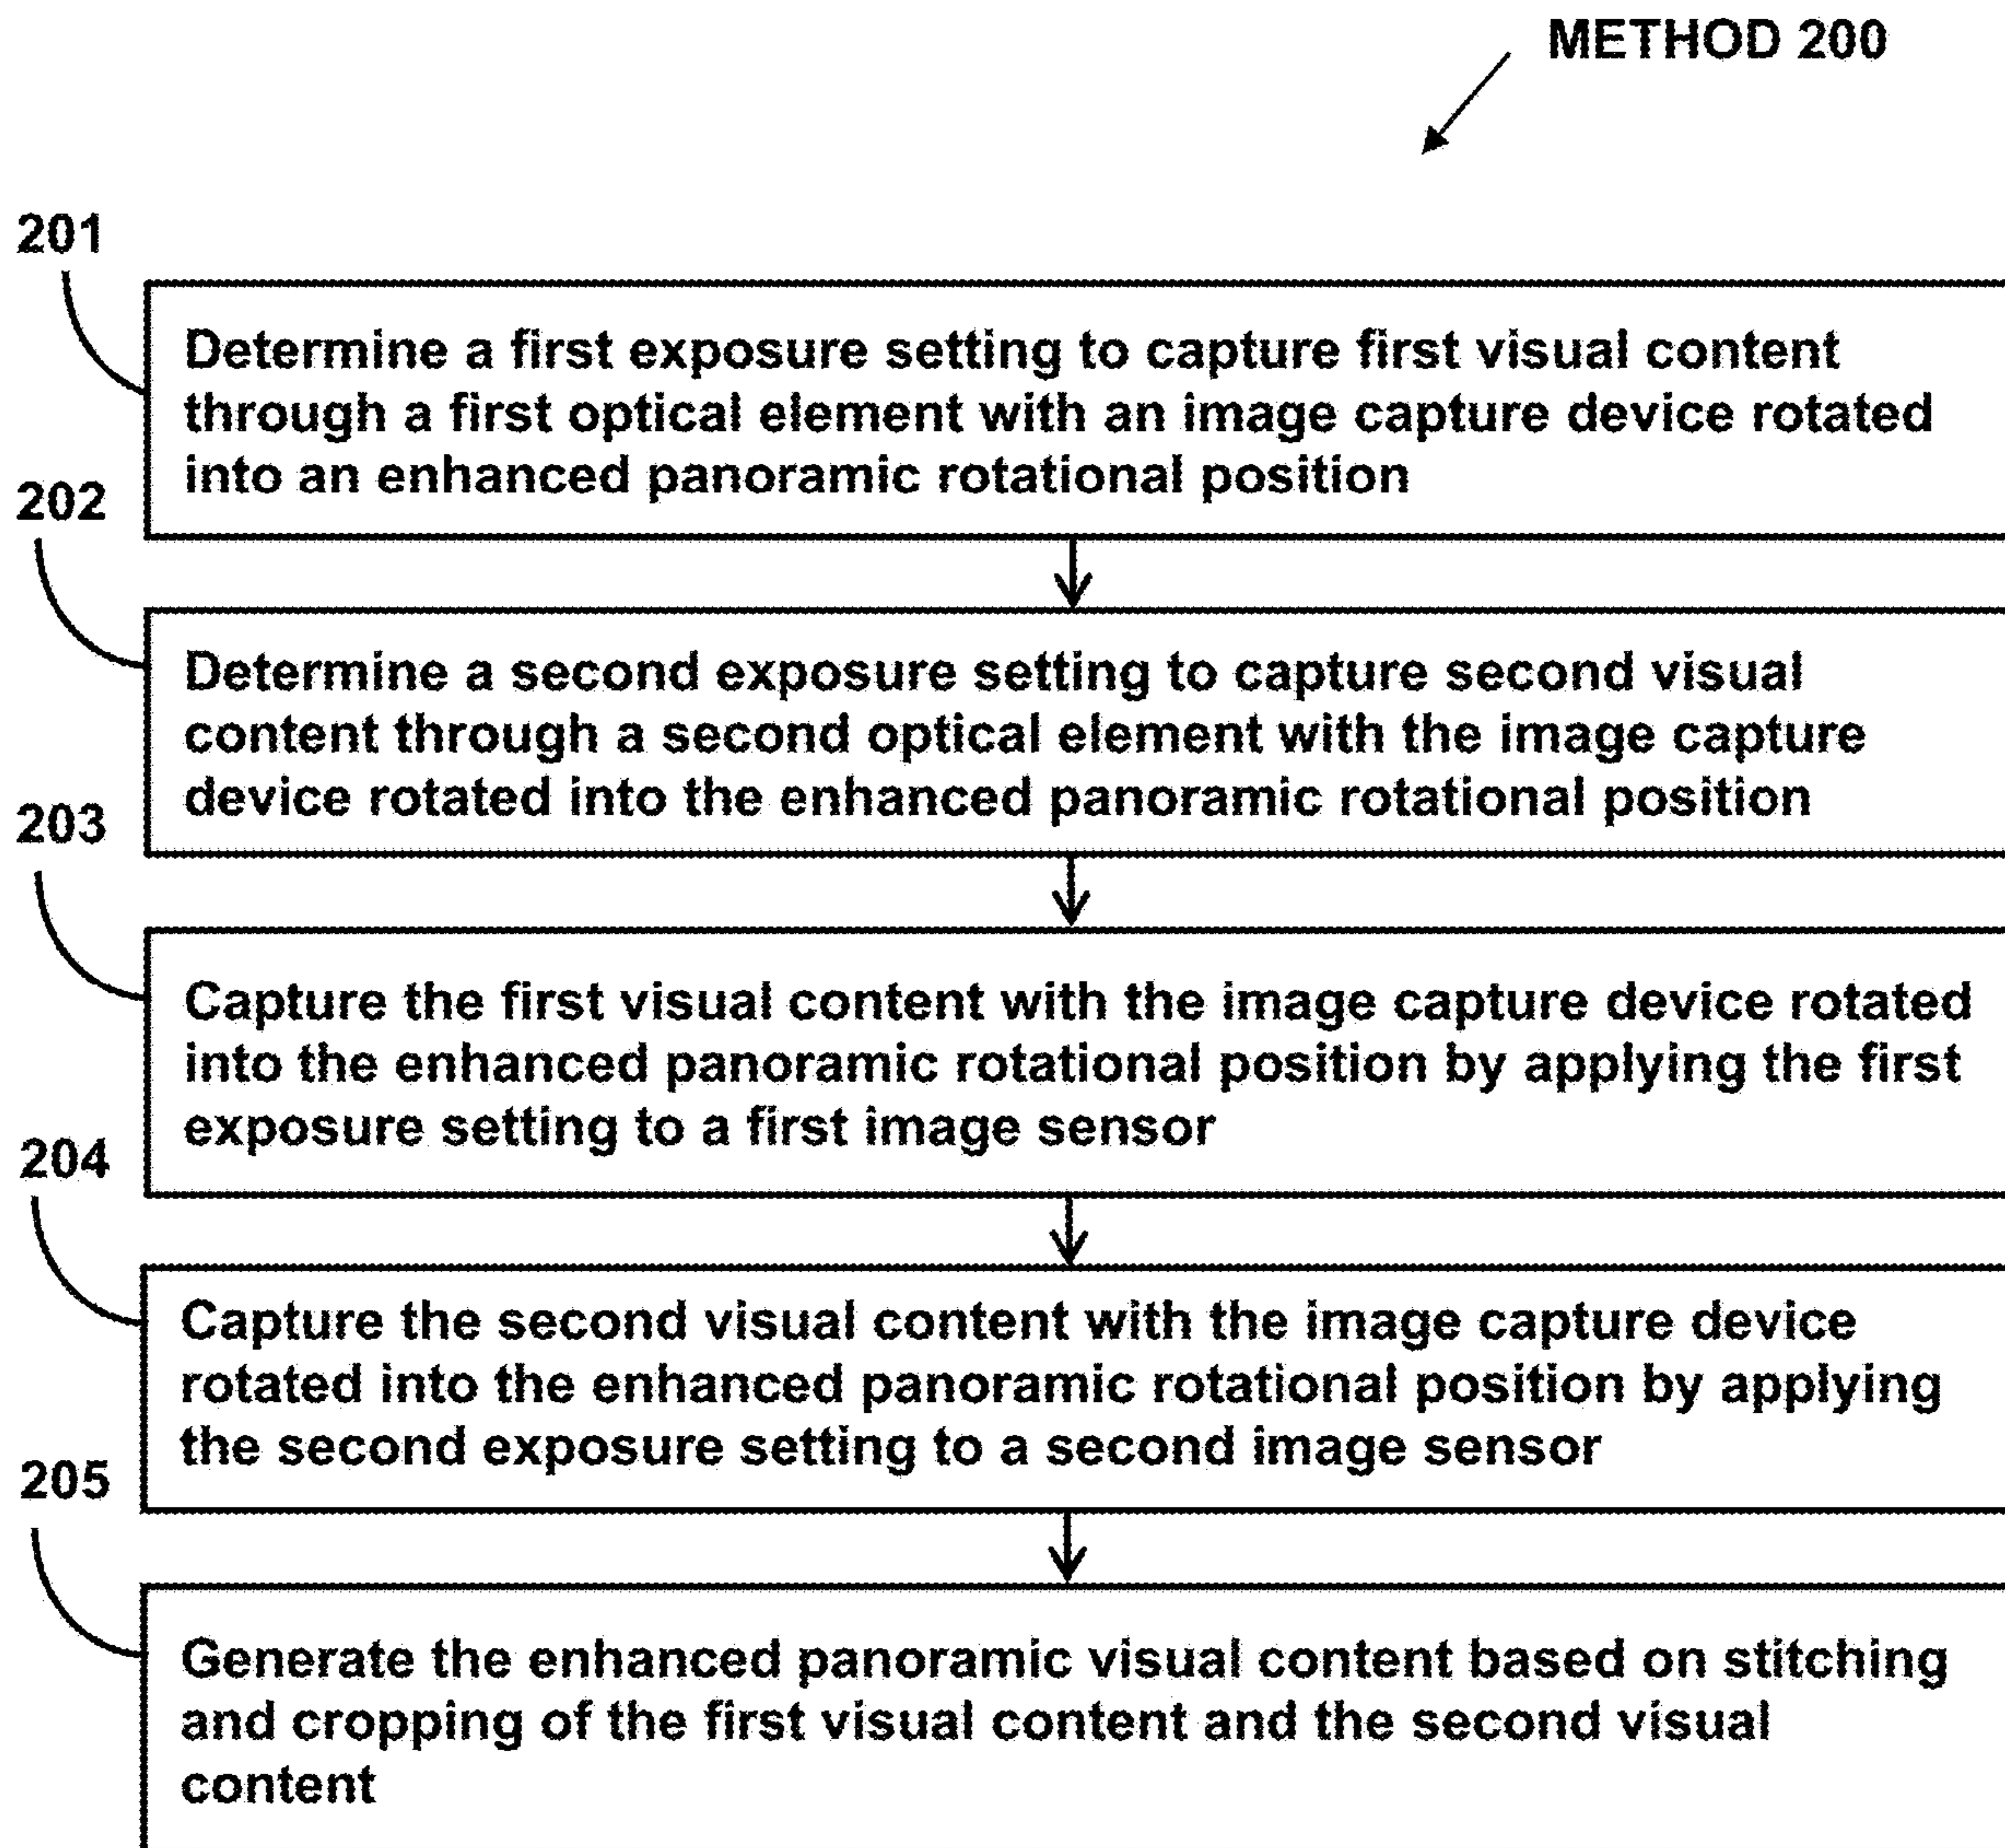 METHOD 200
201
Determine a first exposure setting to capture first visual content
through a first optical element with an image capture device rotated
into an enhanced panoramic rotational position
202
Determine a second exposure setting to capture second visual
content through a second optical element with the image capture
device rotated into the enhanced panoramic rotational position
203
Capture the first visual content with the image capture device rotated
into the enhanced panoramic rotational position by applying the first
exposure setting to a first image sensor
204
Capture the second visual content with the image capture device
rotated into the enhanced panoramic rotational position by applying
the second exposure setting to a second image sensor
205
Generate the enhanced panoramic visual content based on stitching
and cropping of the first visual content and the second visual
content